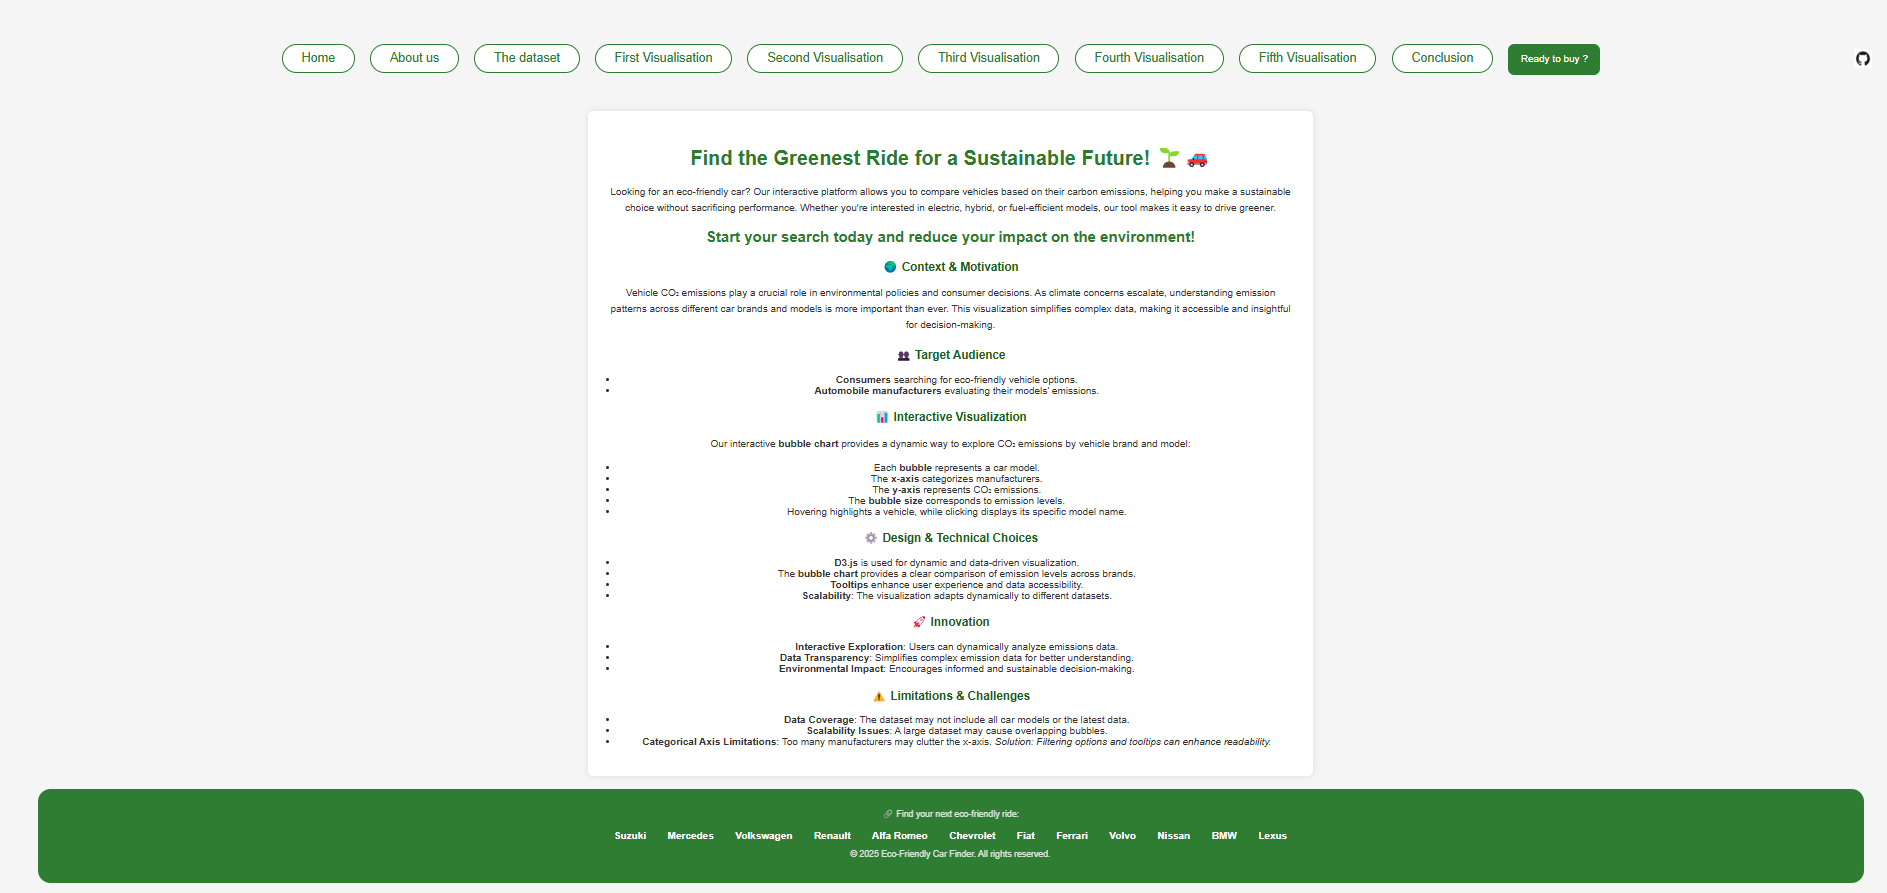 Home About us The dataset First Visualisation Second Visualisation Third Visualisation Fourth Visualisation Fifth Visualisation Conclusion Ready to buy ?
Find the Greenest Ride for a Sustainable Future! 🌱 🚗
Looking for an eco-friendly car? Our interactive platform allows you to compare vehicles based on their carbon emissions, helping you make a sustainable
choice without sacrificing performance. Whether you're interested in electric, hybrid, or fuel-efficient models, our tool makes it easy to drive greener.
Start your search today and reduce your impact on the environment!
🌍 Context & Motivation
Vehicle CO₂ emissions play a crucial role in environmental policies and consumer decisions. As climate concerns escalate, understanding emission
patterns across different car brands and models is more important than ever. This visualization simplifies complex data, making it accessible and insightful
for decision-making.
👥 Target Audience
• Consumers searching for eco-friendly vehicle options.
• Automobile manufacturers evaluating their models' emissions.
📊 Interactive Visualization
Our interactive bubble chart provides a dynamic way to explore CO₂ emissions by vehicle brand and model:
• Each bubble represents a car model.
• The x-axis categorizes manufacturers.
• The y-axis represents CO₂ emissions.
• The bubble size corresponds to emission levels.
• Hovering highlights a vehicle, while clicking displays its specific model name.
⚙️ Design & Technical Choices
• D3.js is used for dynamic and data-driven visualization.
• The bubble chart provides a clear comparison of emission levels across brands.
• Tooltips enhance user experience and data accessibility.
• Scalability: The visualization adapts dynamically to different datasets.
🚀 Innovation
• Interactive Exploration: Users can dynamically analyze emissions data.
• Data Transparency: Simplifies complex emission data for better understanding.
• Environmental Impact: Encourages informed and sustainable decision-making.
⚠️ Limitations & Challenges
• Data Coverage: The dataset may not include all car models or the latest data.
• Scalability Issues: A large dataset may cause overlapping bubbles.
• Categorical Axis Limitations: Too many manufacturers may clutter the x-axis. Solution: Filtering options and tooltips can enhance readability.
🔗 Find your next eco-friendly ride:
Suzuki Mercedes Volkswagen Renault Alfa Romeo Chevrolet Fiat Ferrari Volvo Nissan BMW Lexus
© 2025 Eco-Friendly Car Finder. All rights reserved.